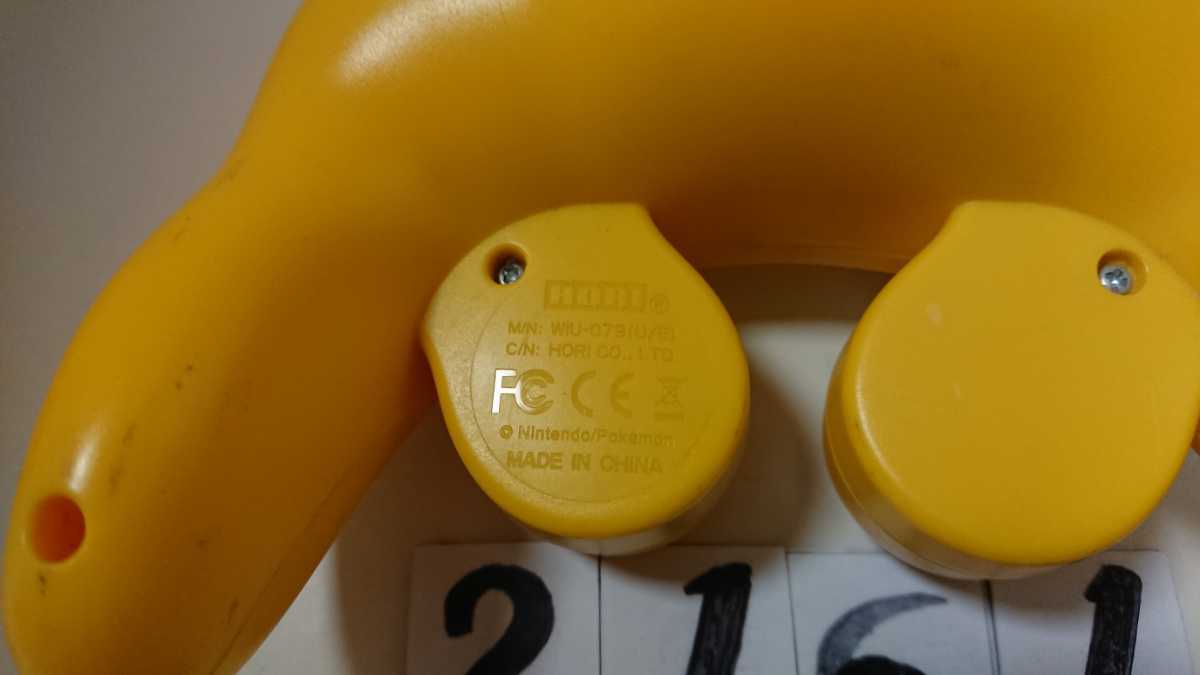 HORI®
M/N: WIU-079(U/E)
C/N: HORI CO., LTD
FC CE
© Nintendo/Pokémon
MADE IN CHINA
2161